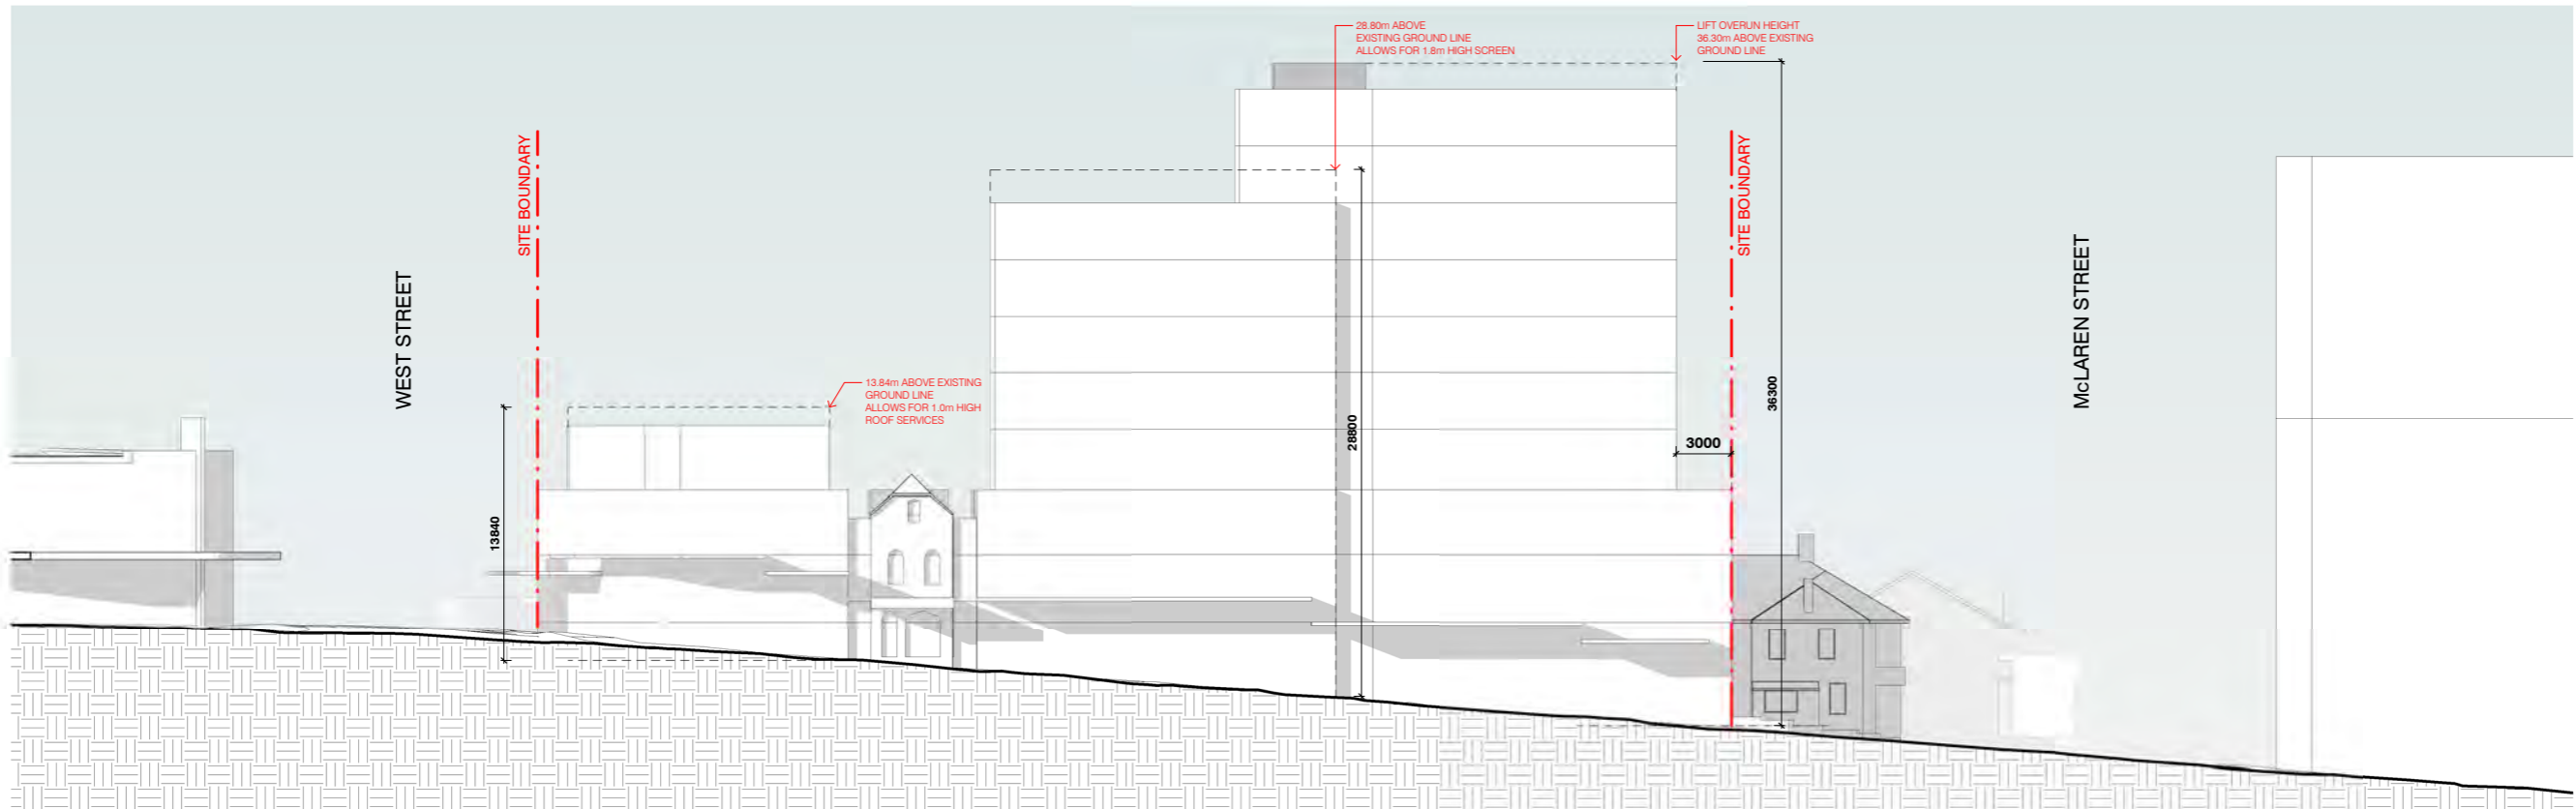 28.80m ABOVE
EXISTING GROUND LINE
ALLOWS FOR 1.8m HIGH SCREEN
LIFT OVERUN HEIGHT
36.30m ABOVE EXISTING
GROUND LINE
SITE BOUNDARY
SITE BOUNDARY
WEST STREET
McLAREN STREET
13.84m ABOVE EXISTING
GROUND LINE
ALLOWS FOR 1.0m HIGH
ROOF SERVICES
36300
28800
3000
13840